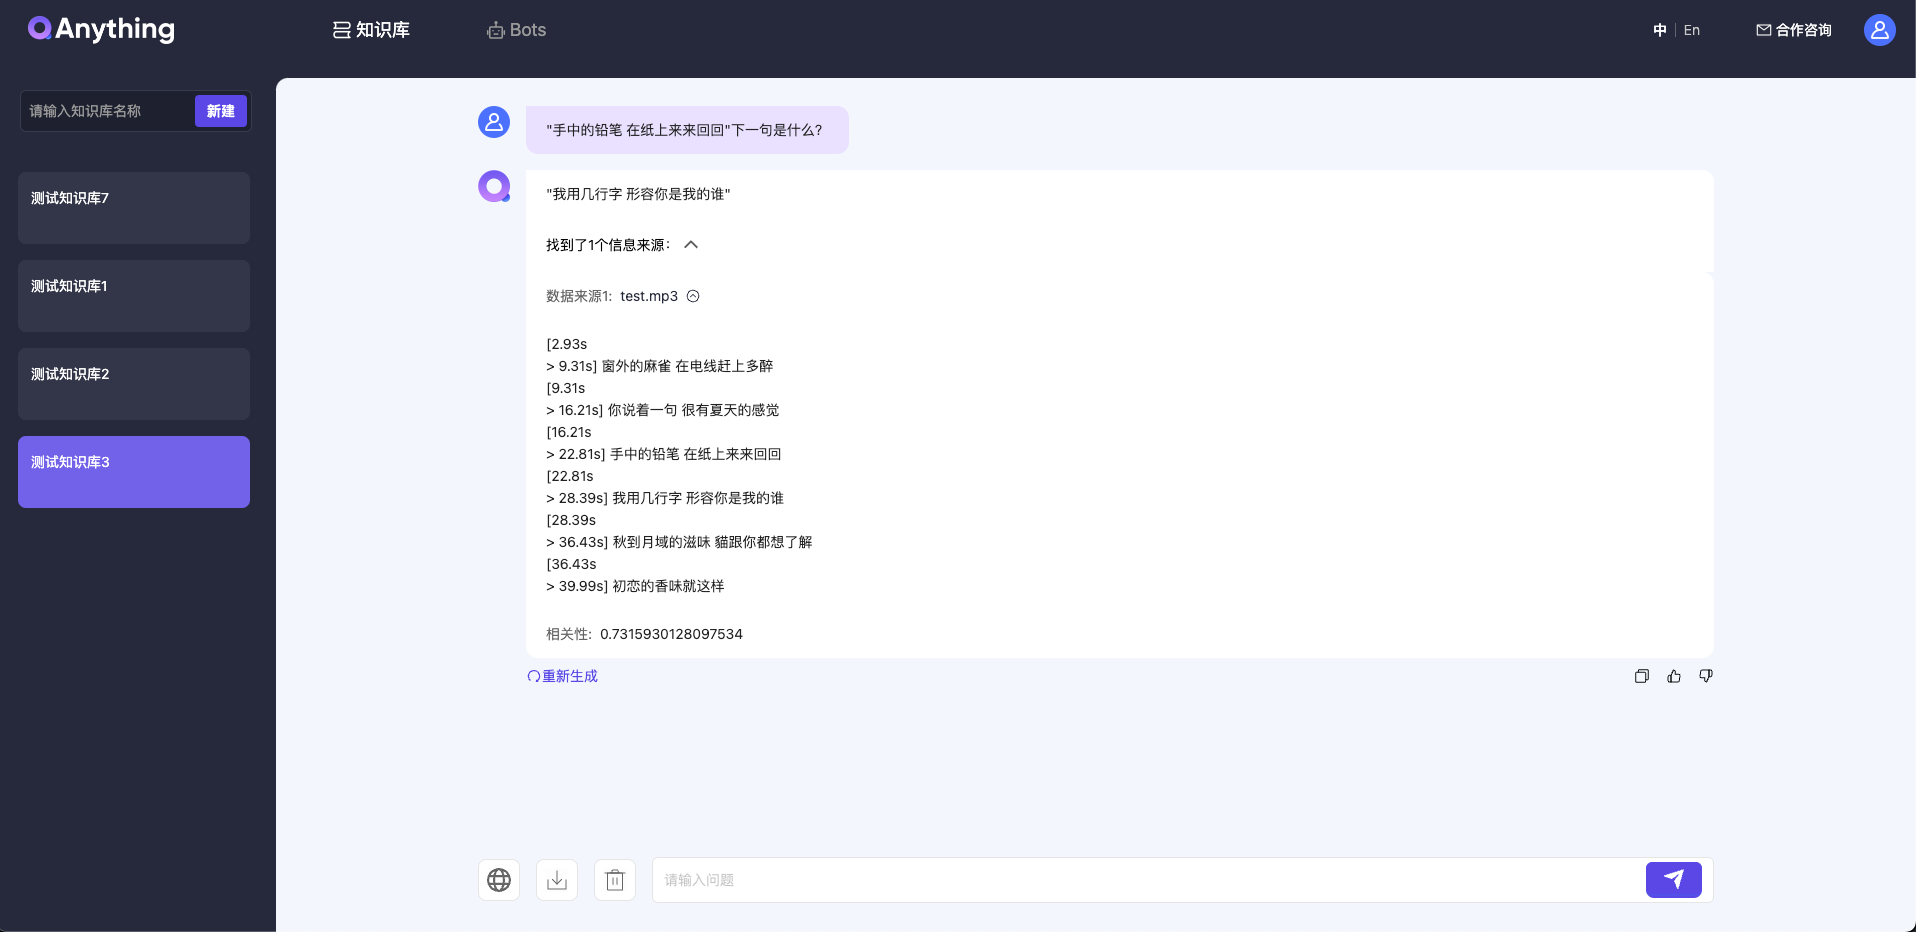 QAnything
知识库
Bots
中 | En
合作咨询
请输入知识库名称
新建
测试知识库7
测试知识库1
测试知识库2
测试知识库3
"手中的铅笔 在纸上来来回回"下一句是什么?
"我用几行字 形容你是我的谁"
找到了1个信息来源：
数据来源1: test.mp3
[2.93s
> 9.31s] 窗外的麻雀 在电线赶上多醉
[9.31s
> 16.21s] 你说着一句 很有夏天的感觉
[16.21s
> 22.81s] 手中的铅笔 在纸上来来回回
[22.81s
> 28.39s] 我用几行字 形容你是我的谁
[28.39s
> 36.43s] 秋到月域的滋味 貓跟你都想了解
[36.43s
> 39.99s] 初恋的香味就这样
相关性: 0.7315930128097534
重新生成
请输入问题